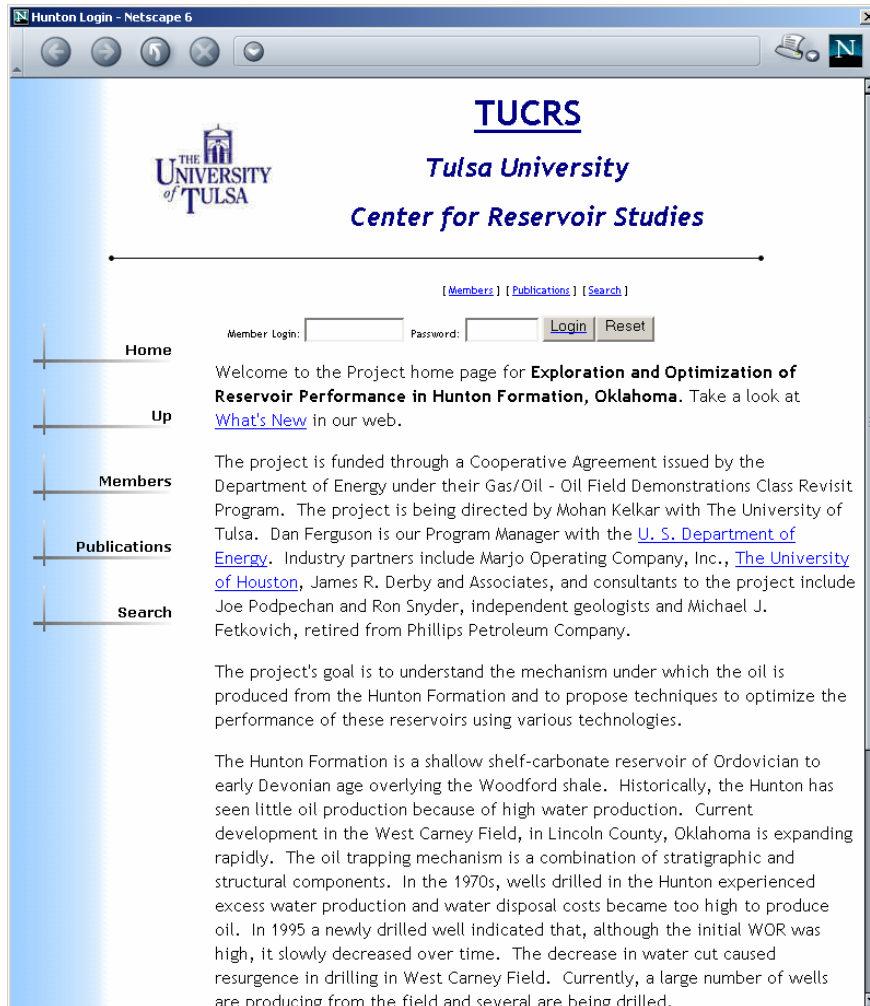 Hunton Login - Netscape 6
N
TUCRS
THE
UNIVERSITY
of TULSA
Tulsa University
Center for Reservoir Studies
[ Members ] [ Publications ] [ Search ]
Member Login: Password: Login Reset
Home
Up
Members
Publications
Search
Welcome to the Project home page for Exploration and Optimization of
Reservoir Performance in Hunton Formation, Oklahoma. Take a look at
What's New in our web.
The project is funded through a Cooperative Agreement issued by the
Department of Energy under their Gas/Oil - Oil Field Demonstrations Class Revisit
Program. The project is being directed by Mohan Kelkar with The University of
Tulsa. Dan Ferguson is our Program Manager with the U. S. Department of
Energy. Industry partners include Marjo Operating Company, Inc., The University
of Houston, James R. Derby and Associates, and consultants to the project include
Joe Podpechan and Ron Snyder, independent geologists and Michael J.
Fetkovich, retired from Phillips Petroleum Company.
The project's goal is to understand the mechanism under which the oil is
produced from the Hunton Formation and to propose techniques to optimize the
performance of these reservoirs using various technologies.
The Hunton Formation is a shallow shelf-carbonate reservoir of Ordovician to
early Devonian age overlying the Woodford shale. Historically, the Hunton has
seen little oil production because of high water production. Current
development in the West Carney Field, in Lincoln County, Oklahoma is expanding
rapidly. The oil trapping mechanism is a combination of stratigraphic and
structural components. In the 1970s, wells drilled in the Hunton experienced
excess water production and water disposal costs became too high to produce
oil. In 1995 a newly drilled well indicated that, although the initial WOR was
high, it slowly decreased over time. The decrease in water cut caused
resurgence in drilling in West Carney Field. Currently, a large number of wells
are producing from the field and several are being drilled.